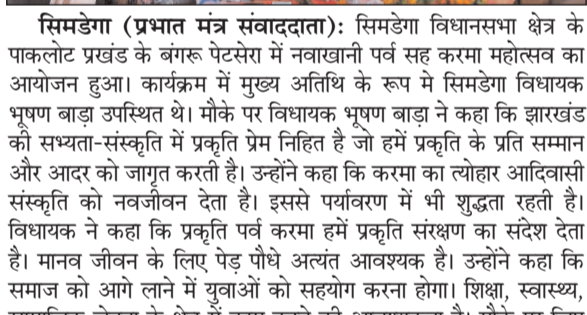 सिमडेगा (प्रभात मंत्र संवाददाता): सिमडेगा विधानसभा क्षेत्र के
पाकलोट प्रखंड के बंगरू पेटसेरा में नवाखानी पर्व सह करमा महोत्सव का
आयोजन हुआ। कार्यक्रम में मुख्य अतिथि के रूप मे सिमडेगा विधायक
भूषण बाड़ा उपस्थित थे। मौके पर विधायक भूषण बाड़ा ने कहा कि झारखंड
की सभ्यता-संस्कृति में प्रकृति प्रेम निहित है जो हमें प्रकृति के प्रति सम्मान
और आदर को जागृत करती है। उन्होंने कहा कि करमा का त्योहार आदिवासी
संस्कृति को नवजीवन देता है। इससे पर्यावरण में भी शुद्धता रहती है।
विधायक ने कहा कि प्रकृति पर्व करमा हमें प्रकृति संरक्षण का संदेश देता
है। मानव जीवन के लिए पेड़ पौधे अत्यंत आवश्यक है। उन्होंने कहा कि
समाज को आगे लाने में युवाओं को सहयोग करना होगा। शिक्षा, स्वास्थ्य,